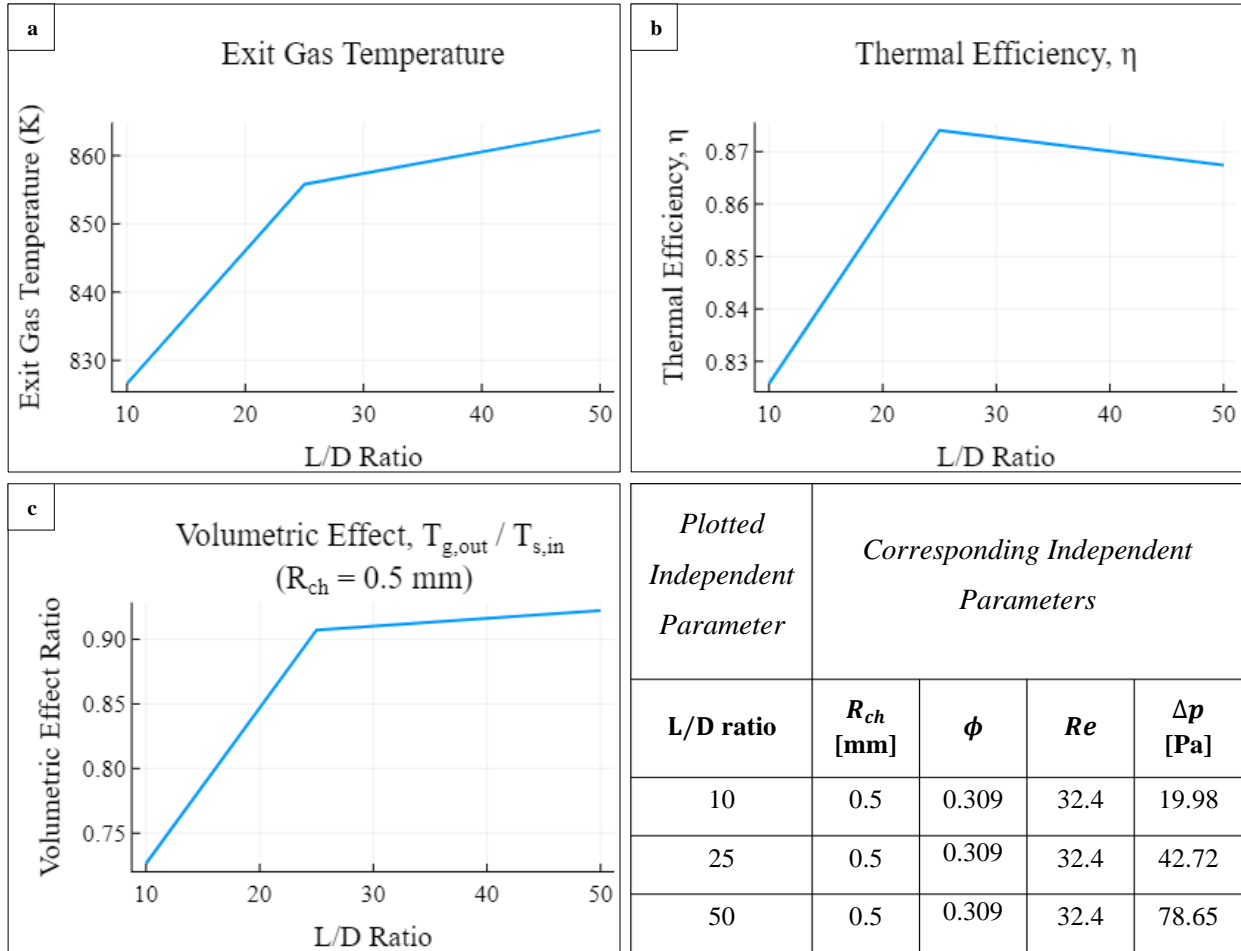 a
Exit Gas Temperature
Exit Gas Temperature (K)
860
850
840
830
10 20 30 40 50
L/D Ratio
b
Thermal Efficiency, η
Thermal Efficiency, η
0.87
0.86
0.85
0.84
0.83
10 20 30 40 50
L/D Ratio
c
Volumetric Effect, T_g,out / T_s,in
(R_ch = 0.5 mm)
Volumetric Effect Ratio
0.90
0.85
0.80
0.75
10 20 30 40 50
L/D Ratio
Plotted
Independent
Parameter
Corresponding Independent
Parameters
L/D ratio
R_ch
[mm]
ϕ
Re
Δp
[Pa]
10 0.5 0.309 32.4 19.98
25 0.5 0.309 32.4 42.72
50 0.5 0.309 32.4 78.65